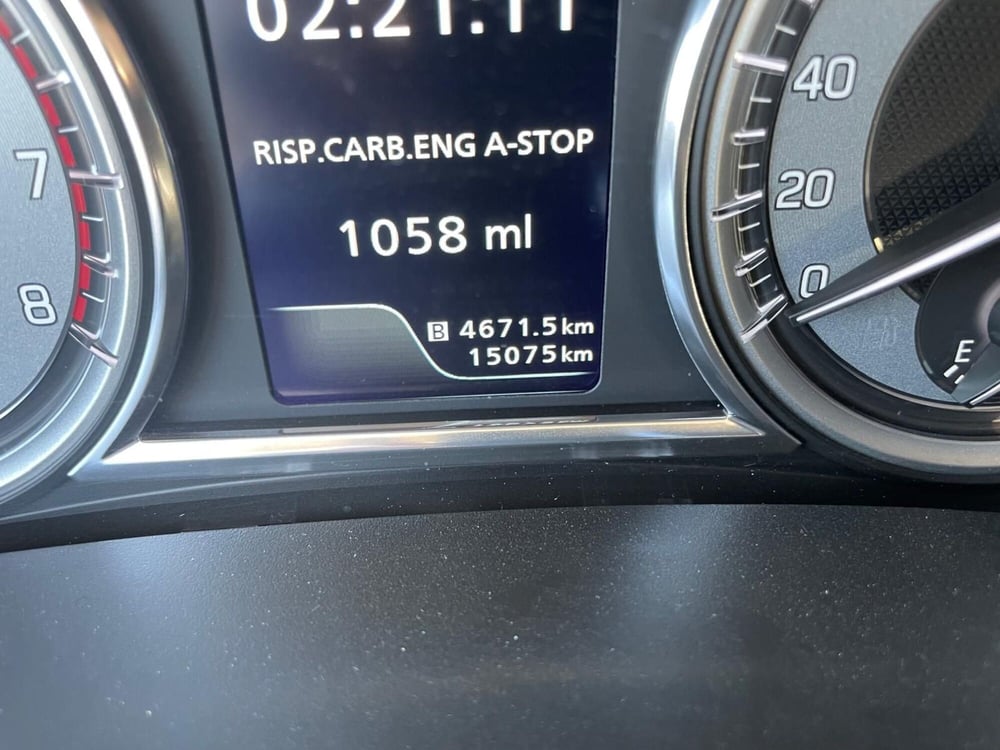 02:21:11
RISP.CARB.ENG A-STOP
1058 ml
B 4671.5km
15075km
7
8
40
20
0
E